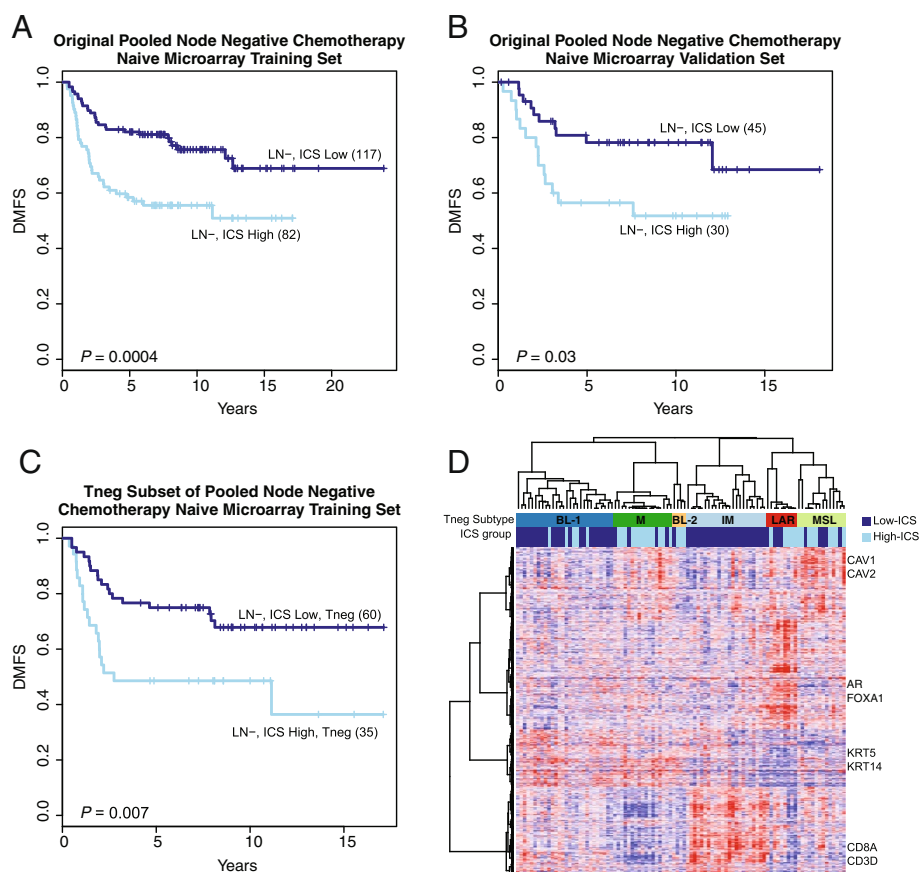 A
Original Pooled Node Negative Chemotherapy
Naive Microarray Training Set
1.0
0.8
0.6
0.4
0.2
0.0
DMFS
LN−, ICS Low (117)
LN−, ICS High (82)
P = 0.0004
0 5 10 15 20
Years
B
Original Pooled Node Negative Chemotherapy
Naive Microarray Validation Set
1.0
0.8
0.6
0.4
0.2
0.0
DMFS
LN−, ICS Low (45)
LN−, ICS High (30)
P = 0.03
0 5 10 15
Years
C
Tneg Subset of Pooled Node Negative
Chemotherapy Naive Microarray Training Set
1.0
0.8
0.6
0.4
0.2
0.0
DMFS
LN−, ICS Low, Tneg (60)
LN−, ICS High, Tneg (35)
P = 0.007
0 5 10 15
Years
D
Tneg Subtype BL-1 M BL-2 IM LAR MSL
ICS group
Low-ICS
High-ICS
CAV1
CAV2
AR
FOXA1
KRT5
KRT14
CD8A
CD3D